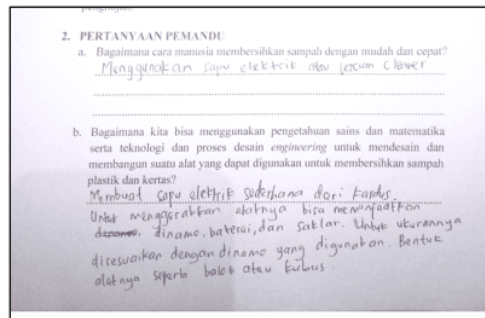 2. PERTANYAAN PEMANDU
a. Bagaimana cara manusia membersihkan sampah dengan mudah dan cepat?
Menggunakan sapu elektrik atau vacum cleaner
b. Bagaimana kita bisa menggunakan pengetahuan sains dan matematika
serta teknologi dan proses desain engineering untuk mendesain dan
membangun suatu alat yang dapat digunakan untuk membersihkan sampah
plastik dan kertas?
Membuat sapu elektrik sederhana dari kardus.
Untuk menggerakkan alatnya bisa memanfaatkan
dinamo, baterai, dan saklar. Untuk ukurannya
disesuaikan dengan dinamo yang digunakan. Bentuk
alatnya seperti balok atau kubus.